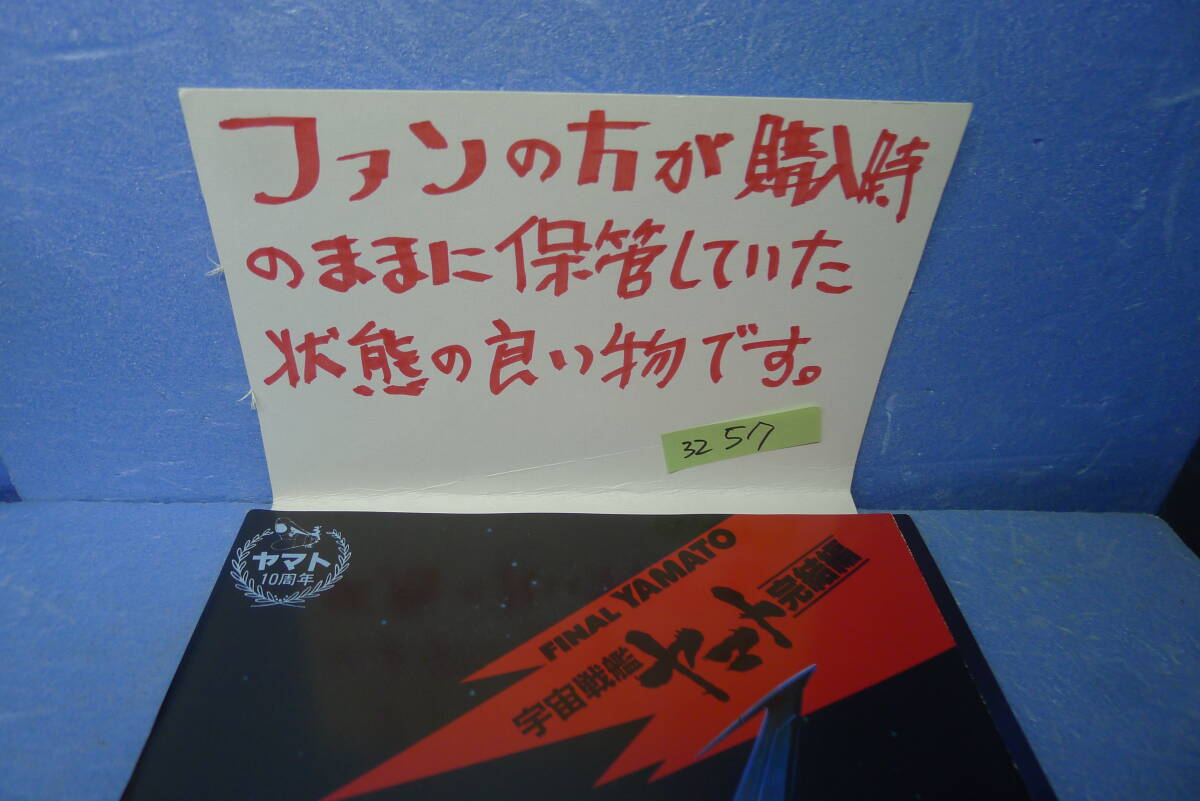 ファンの方が購入時
のままに保管していた
状態の良い物です。
3257
ヤマト
10周年
FINAL YAMATO
宇宙戦艦ヤマト完結編